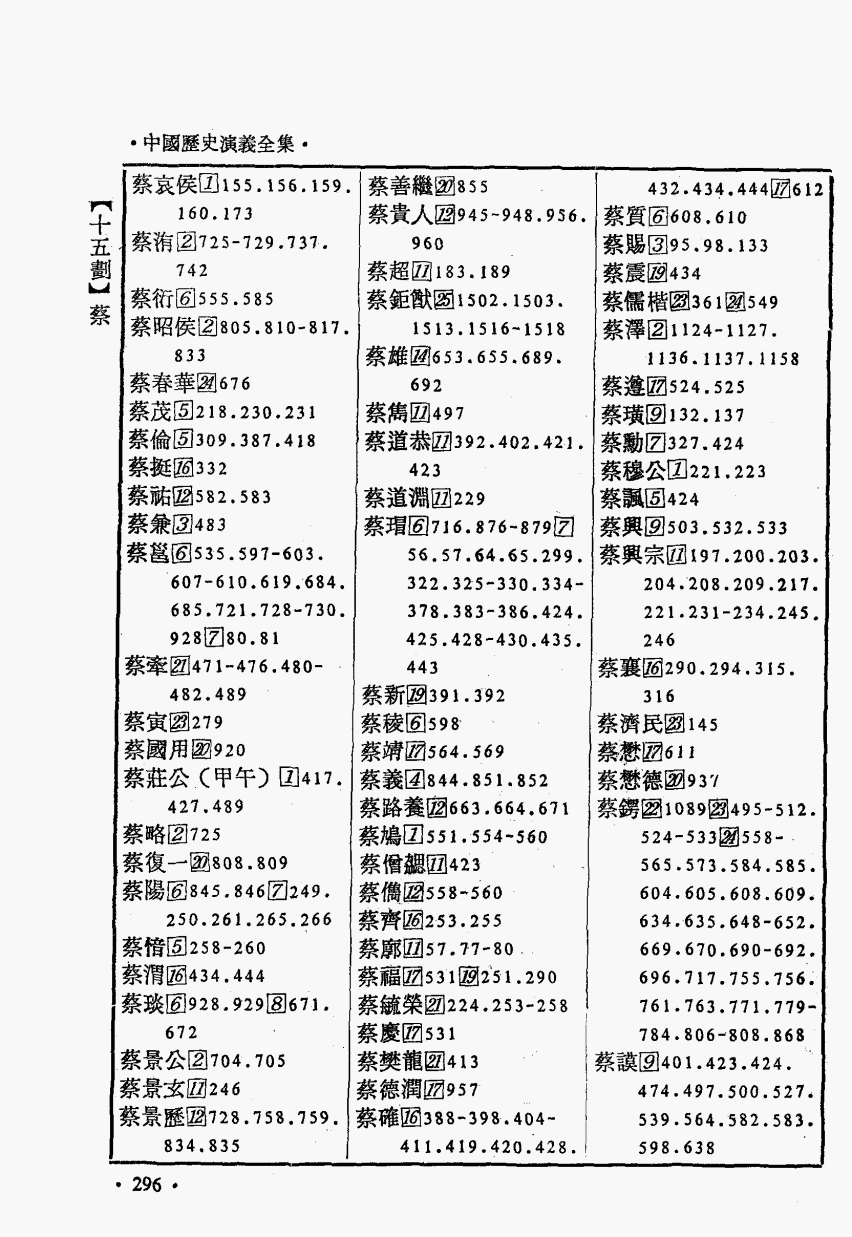 ·中國歷史演義全集·
【十五劃】蔡
蔡哀侯[1]155.156.159.
160.173
蔡洧[2]725-729.737.
742
蔡衍[6]555.585
蔡昭侯[2]805.810-817.
833
蔡春華[24]676
蔡茂[5]218.230.231
蔡倫[5]309.387.418
蔡挺[16]332
蔡祐[12]582.583
蔡兼[3]483
蔡邕[6]535.597-603.
607-610.619.684.
685.721.728-730.
928[7]80.81
蔡牽[21]471-476.480-
482.489
蔡寅[23]279
蔡國用[20]920
蔡莊公（甲午）[1]417.
427.489
蔡略[2]725
蔡復一[20]808.809
蔡陽[6]845.846[7]249.
250.261.265.266
蔡愔[5]258-260
蔡渭[16]434.444
蔡琰[6]928.929[8]671.
672
蔡景公[2]704.705
蔡景玄[11]246
蔡景歷[12]728.758.759.
834.835
蔡善繼[20]855
蔡貴人[12]945~948.956.
960
蔡超[11]183.189
蔡鉅猷[25]1502.1503.
1513.1516~1518
蔡雄[14]653.655.689.
692
蔡雋[11]497
蔡道恭[11]392.402.421.
423
蔡道淵[11]229
蔡瑁[6]716.876-879[7]
56.57.64.65.299.
322.325-330.334-
378.383-386.424.
425.428-430.435.
443
蔡新[19]391.392
蔡稜[6]598
蔡靖[17]564.569
蔡義[4]844.851.852
蔡路養[12]663.664.671
蔡鳩[1]551.554~560
蔡僧勰[11]423
蔡儁[12]558-560
蔡齊[16]253.255
蔡廓[11]57.77-80
蔡福[17]531[19]251.290
蔡毓榮[21]224.253-258
蔡慶[17]531
蔡樊龍[21]413
蔡德潤[17]957
蔡確[16]388-398.404-
411.419.420.428.
432.434.444[17]612
蔡質[6]608.610
蔡賜[3]95.98.133
蔡震[19]434
蔡儒楷[23]361[24]549
蔡澤[2]1124-1127.
1136.1137.1158
蔡遵[17]524.525
蔡璜[9]132.137
蔡勳[7]327.424
蔡穆公[1]221.223
蔡諷[5]424
蔡興[9]503.532.533
蔡興宗[11]197.200.203.
204.208.209.217.
221.231-234.245.
246
蔡襄[16]290.294.315.
316
蔡濟民[23]145
蔡懋[17]611
蔡懋德[20]937
蔡鍔[22]1089[23]495-512.
524-533[24]558-
565.573.584.585.
604.605.608.609.
634.635.648-652.
669.670.690-692.
696.717.755.756.
761.763.771.779-
784.806-808.868
蔡謨[9]401.423.424.
474.497.500.527.
539.564.582.583.
598.638
·296·